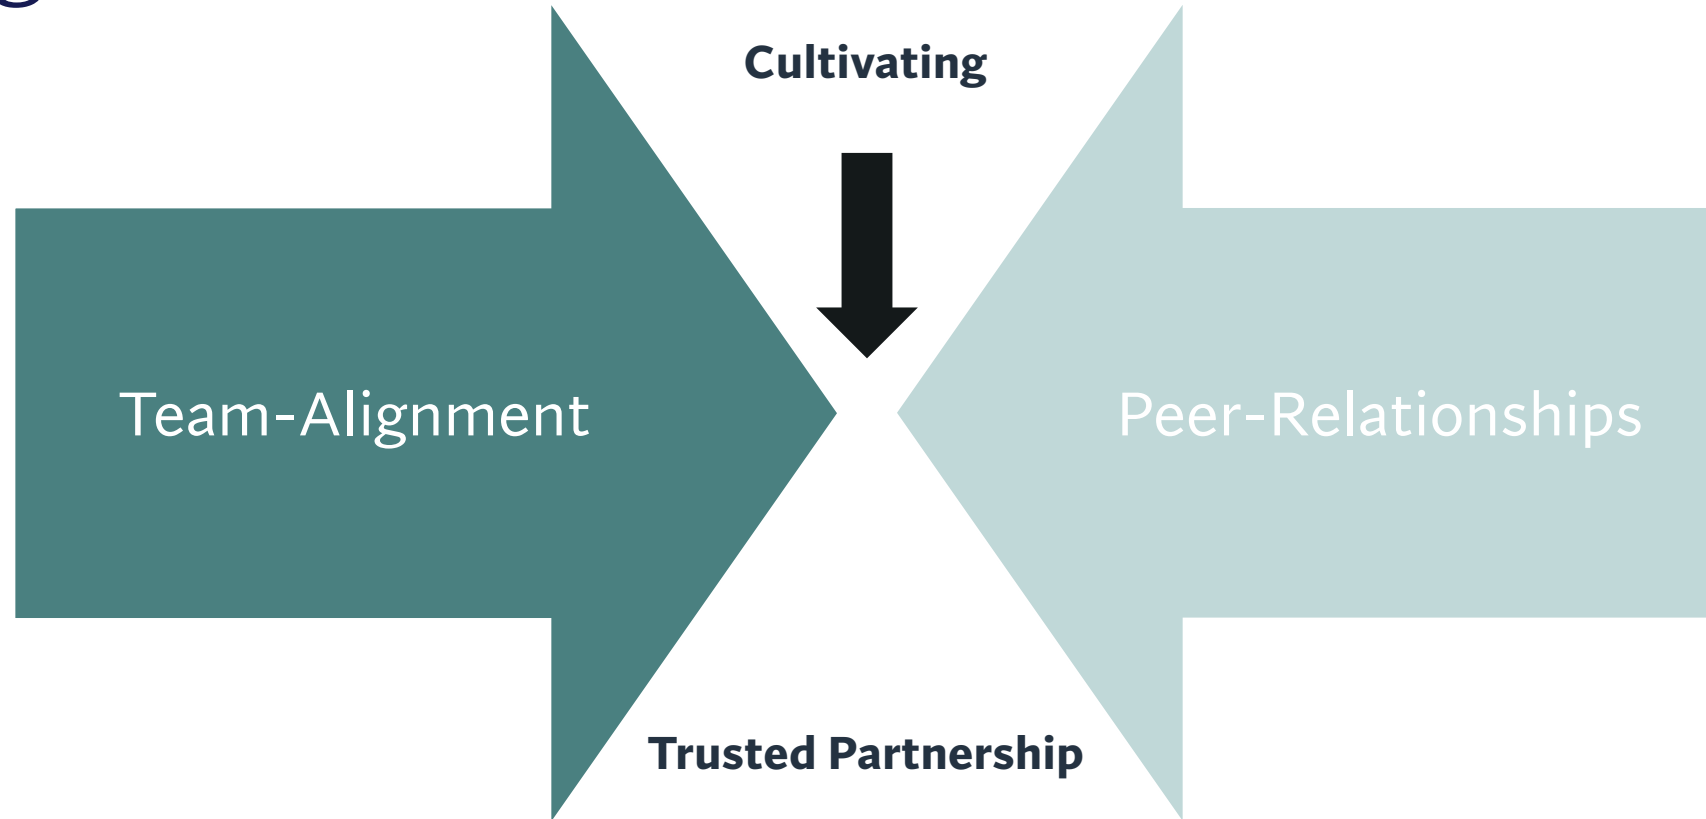 Cultivating
Team-Alignment
Peer-Relationships
Trusted Partnership